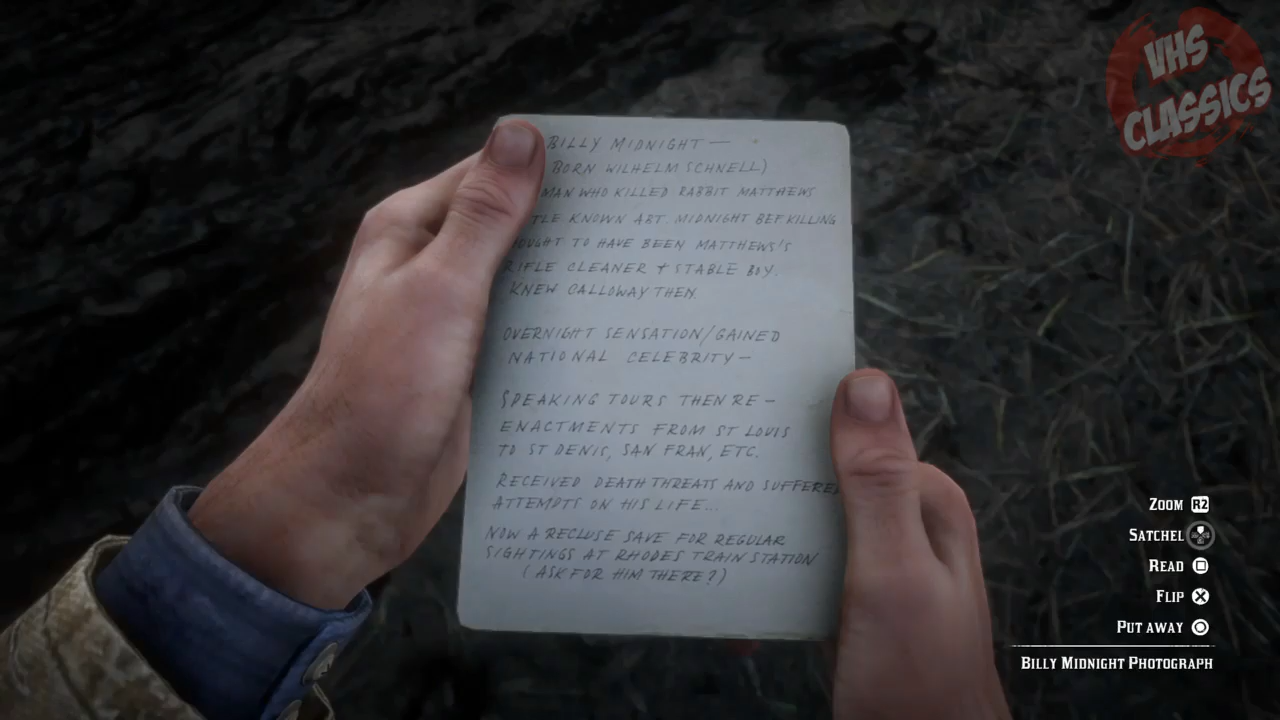 VHS
CLASSICS
BILLY MIDNIGHT —
BORN WILHELM SCHNELL)
MAN WHO KILLED RABBIT MATTHEWS
TLE KNOWN ABT. MIDNIGHT BEF KILLING
OUGHT TO HAVE BEEN MATTHEWS'S
RIFLE CLEANER + STABLE BOY.
KNEW CALLOWAY THEN.
OVERNIGHT SENSATION/GAINED
NATIONAL CELEBRITY —
SPEAKING TOURS THEN RE —
ENACTMENTS FROM ST LOUIS
TO ST DENIS, SAN FRAN, ETC.
RECEIVED DEATH THREATS AND SUFFERED
ATTEMPTS ON HIS LIFE...
NOW A RECLUSE SAVE FOR REGULAR
SIGHTINGS AT RHODES TRAIN STATION
(ASK FOR HIM THERE?)
ZOOM R2
SATCHEL
READ
FLIP
PUT AWAY
BILLY MIDNIGHT PHOTOGRAPH